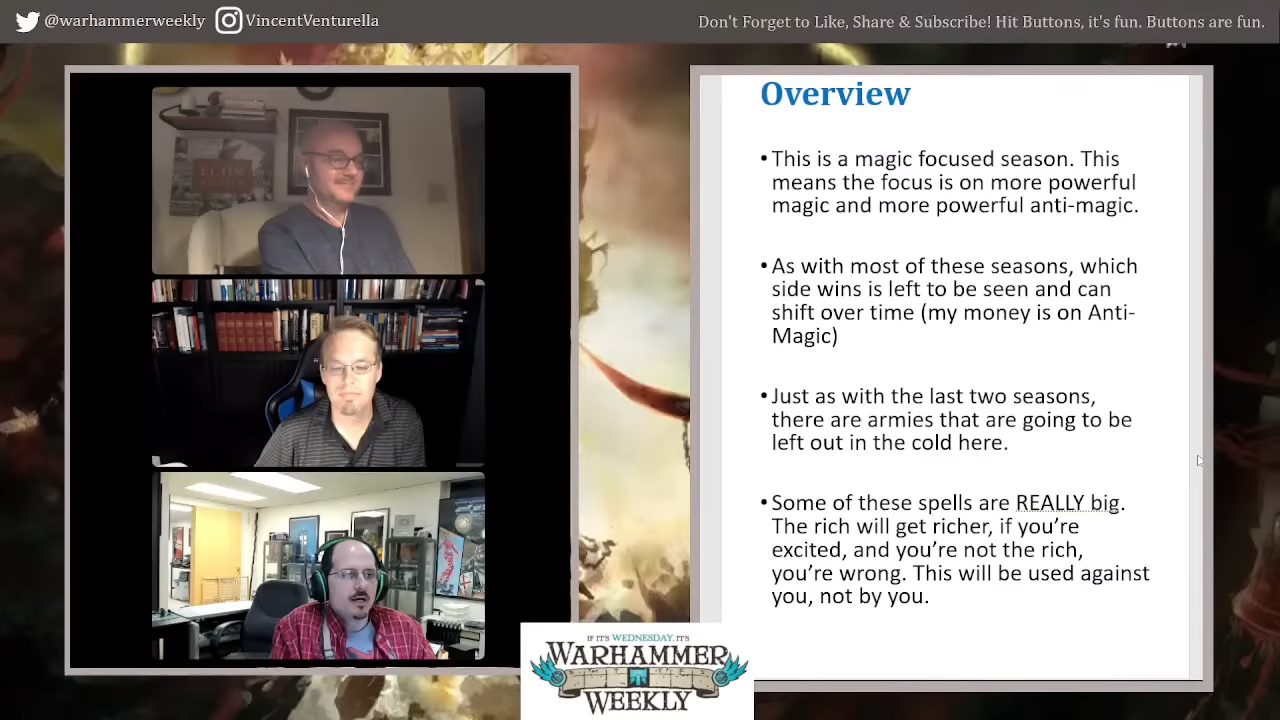 @warhammerweekly VincentVenturella
Don't Forget to Like, Share & Subscribe! Hit Buttons, it's fun. Buttons are fun.
Overview
•This is a magic focused season. This
means the focus is on more powerful
magic and more powerful anti-magic.
•As with most of these seasons, which
side wins is left to be seen and can
shift over time (my money is on Anti-
Magic)
•Just as with the last two seasons,
there are armies that are going to be
left out in the cold here.
•Some of these spells are REALLY big.
The rich will get richer, if you're
excited, and you're not the rich,
you're wrong. This will be used against
you, not by you.
IF IT'S WEDNESDAY, IT'S
WARHAMMER
WEEKLY